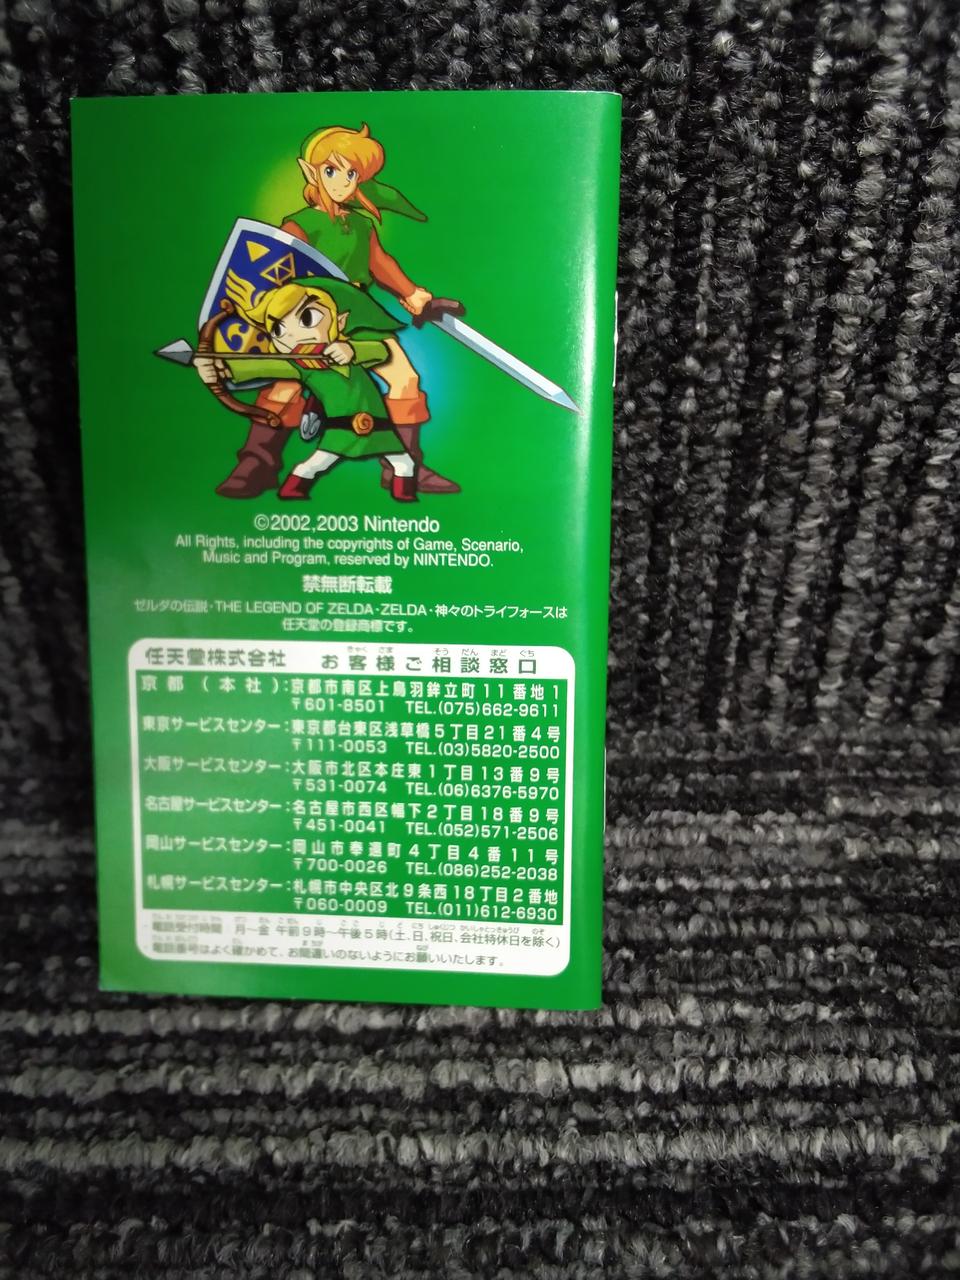 ©2002,2003 Nintendo
All Rights, including the copyrights of Game, Scenario,
Music and Program, reserved by NINTENDO.
禁無断転載
ゼルダの伝説・THE LEGEND OF ZELDA・ZELDA・神々のトライフォースは
任天堂の登録商標です。
任天堂株式会社 お客様ご相談窓口
京都(本社):京都市南区上鳥羽鉾立町11番地1
〒601-8501 TEL.(075)662-9611
東京サービスセンター:東京都台東区浅草橋5丁目21番4号
〒111-0053 TEL.(03)5820-2500
大阪サービスセンター:大阪市北区本庄東1丁目13番9号
〒531-0074 TEL.(06)6376-5970
名古屋サービスセンター:名古屋市西区幅下2丁目18番9号
〒451-0041 TEL.(052)571-2506
岡山サービスセンター:岡山市奉還町4丁目4番11号
〒700-0026 TEL.(086)252-2038
札幌サービスセンター:札幌市中央区北9条西18丁目2番地
〒060-0009 TEL.(011)612-6930
電話受付時間 月〜金 午前9時〜午後5時(土、日、祝日、会社特休日を除く)
電話番号はよく確かめて、お間違いのないようにお願いいたします。